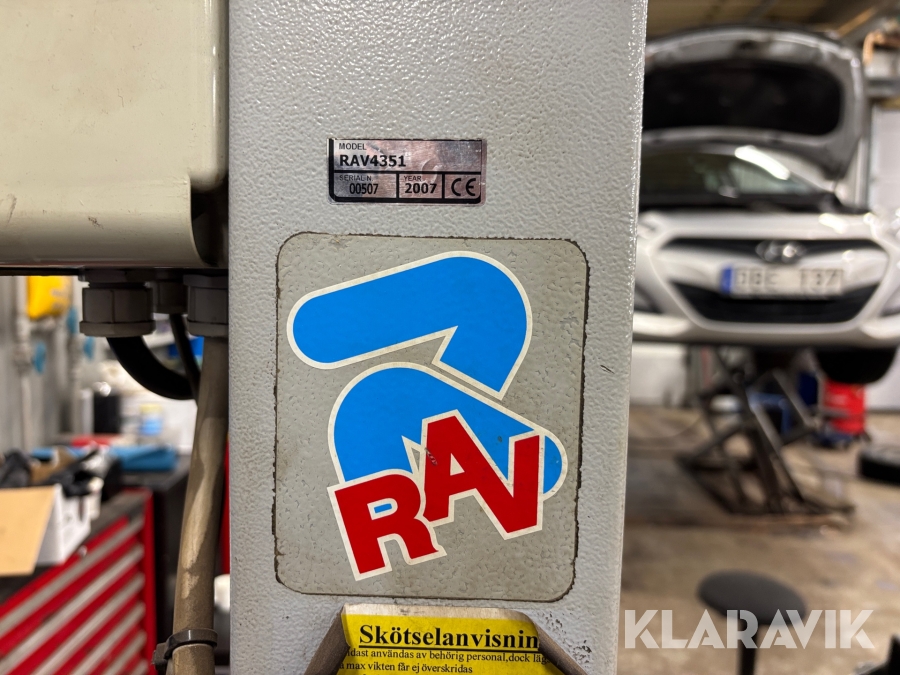 MODEL
RAV4351
SERIAL N
00507
YEAR
2007
CE
RAV
Skötselanvisnin
dast användas av behörig personal, dock läg
max vikten får ej överskridas
KLARAVIK